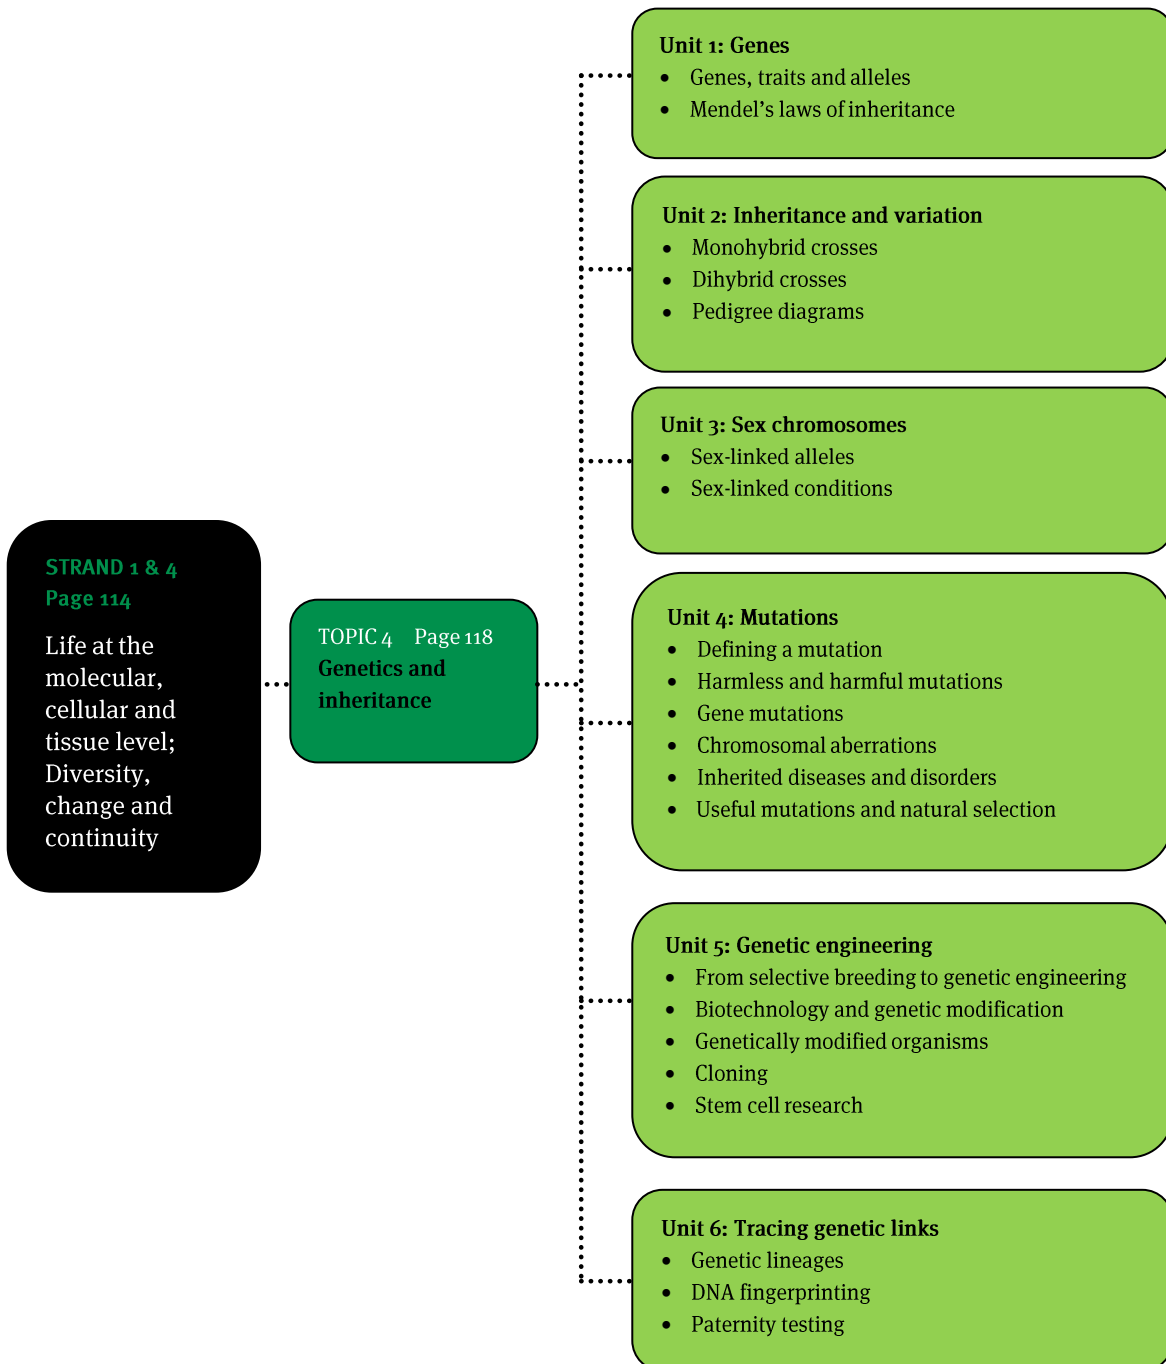 STRAND 1 & 4
Page 114
Life at the
molecular,
cellular and
tissue level;
Diversity,
change and
continuity
TOPIC 4 Page 118
Genetics and
inheritance
Unit 1: Genes
• Genes, traits and alleles
• Mendel’s laws of inheritance
Unit 2: Inheritance and variation
• Monohybrid crosses
• Dihybrid crosses
• Pedigree diagrams
Unit 3: Sex chromosomes
• Sex-linked alleles
• Sex-linked conditions
Unit 4: Mutations
• Defining a mutation
• Harmless and harmful mutations
• Gene mutations
• Chromosomal aberrations
• Inherited diseases and disorders
• Useful mutations and natural selection
Unit 5: Genetic engineering
• From selective breeding to genetic engineering
• Biotechnology and genetic modification
• Genetically modified organisms
• Cloning
• Stem cell research
Unit 6: Tracing genetic links
• Genetic lineages
• DNA fingerprinting
• Paternity testing